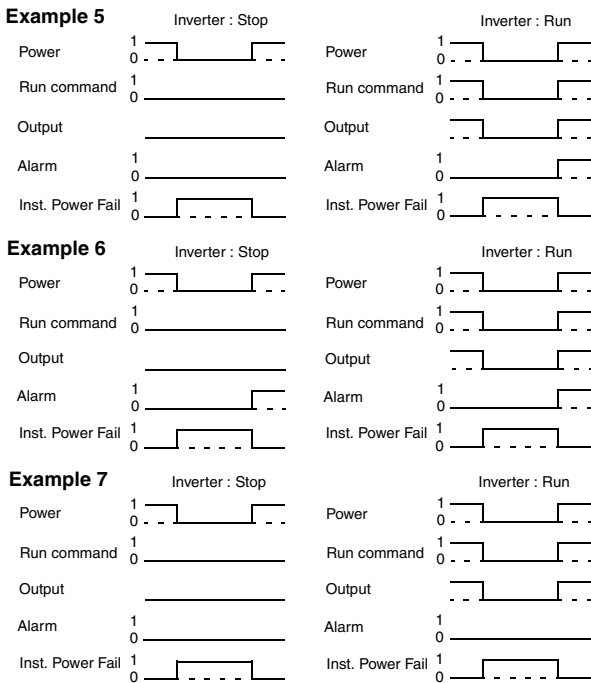 Example 5
Inverter : Stop
Inverter : Run
Power 1 0
Power 1 0
Run command 1 0
Run command 1 0
Output
Output
Alarm 1 0
Alarm 1 0
Inst. Power Fail 1 0
Inst. Power Fail 1 0
Example 6
Inverter : Stop
Inverter : Run
Power 1 0
Power 1 0
Run command 1 0
Run command 1 0
Output
Output
Alarm 1 0
Alarm 1 0
Inst. Power Fail 1 0
Inst. Power Fail 1 0
Example 7
Inverter : Stop
Inverter : Run
Power 1 0
Power 1 0
Run command 1 0
Run command 1 0
Output
Output
Alarm 1 0
Alarm 1 0
Inst. Power Fail 1 0
Inst. Power Fail 1 0